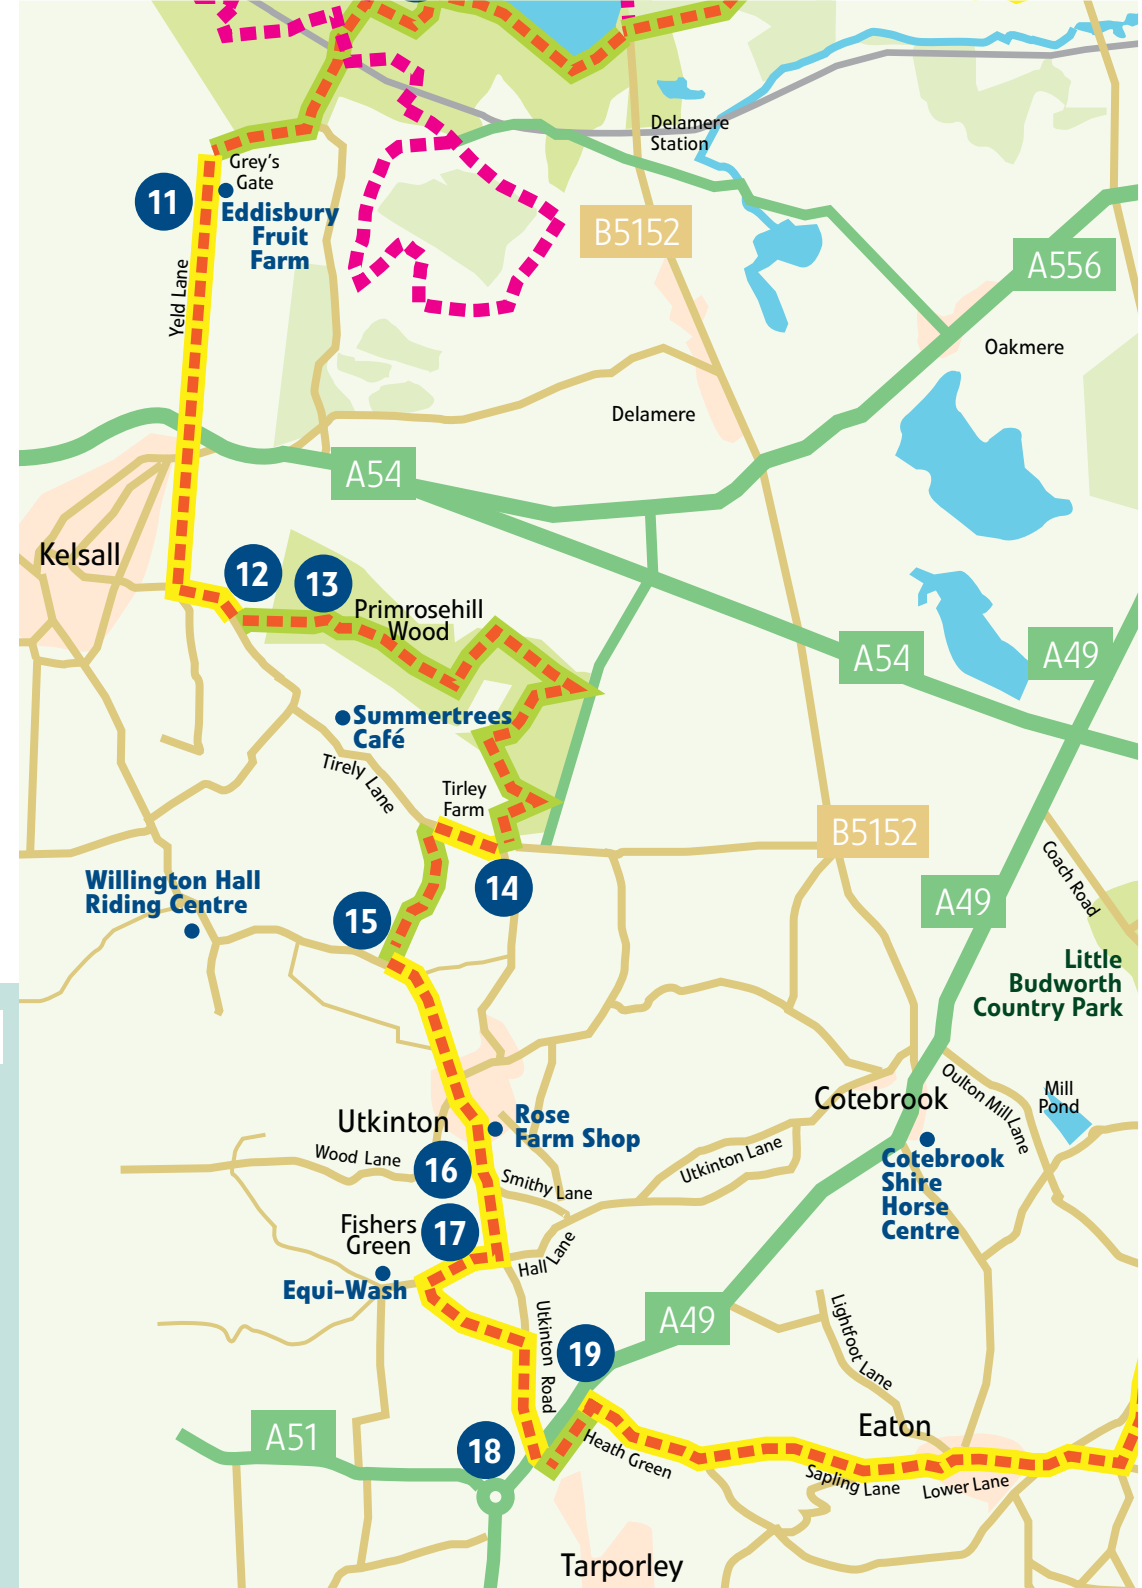 Delamere
Station
Grey's
Gate
11
Eddisbury
Fruit
Farm
B5152
A556
Yeld Lane
Oakmere
Delamere
A54
Kelsall
12
13
Primrosehill
Wood
A54
A49
Summertrees
Café
Tirely Lane
Tirley
Farm
B5152
Coach Road
Willington Hall
Riding Centre
14
A49
15
Little
Budworth
Country Park
Oulton Mill Lane
Mill
Pond
Cotebrook
Utkinton
Rose
Farm Shop
Wood Lane
16
Utkinton Lane
Cotebrook
Shire
Horse
Centre
Smithy Lane
Fishers
Green
17
Hall Lane
Equi-Wash
Utkinton Road
A49
Lightfoot Lane
19
A51
18
Heath Green
Eaton
Sapling Lane
Lower Lane
Tarporley